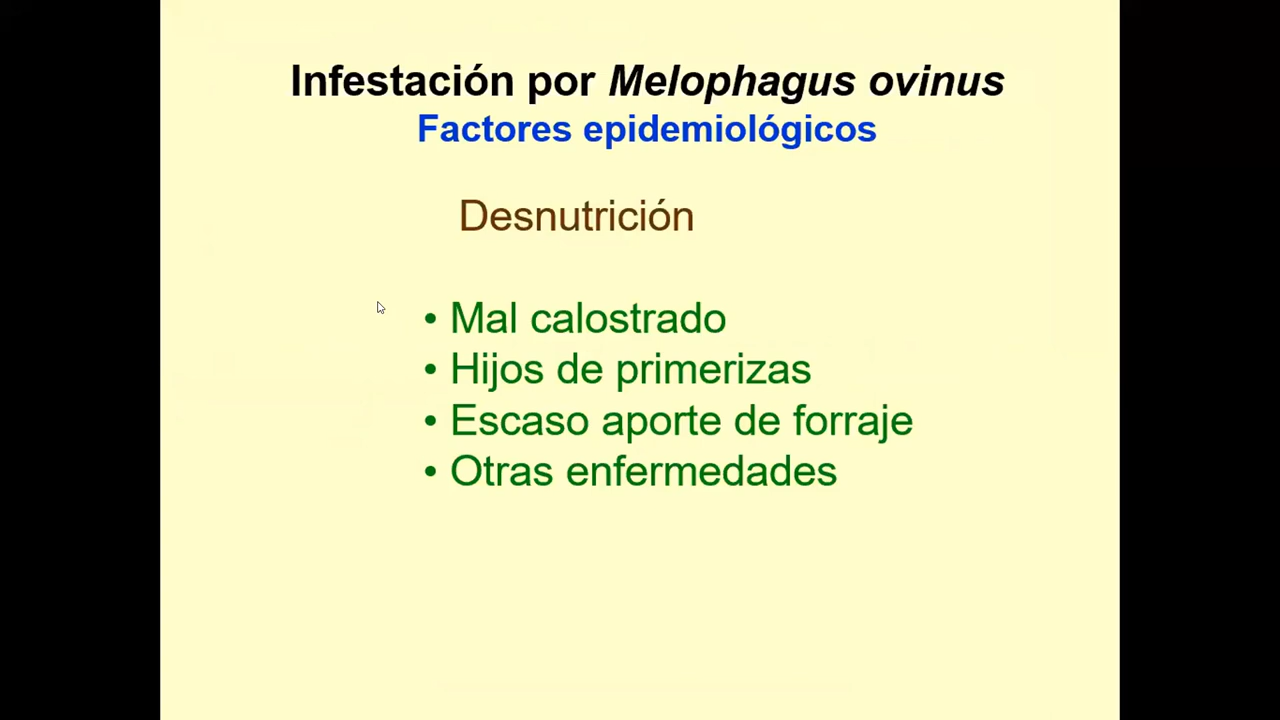 Infestación por Melophagus ovinus
Factores epidemiológicos
Desnutrición
• Mal calostrado
• Hijos de primerizas
• Escaso aporte de forraje
• Otras enfermedades